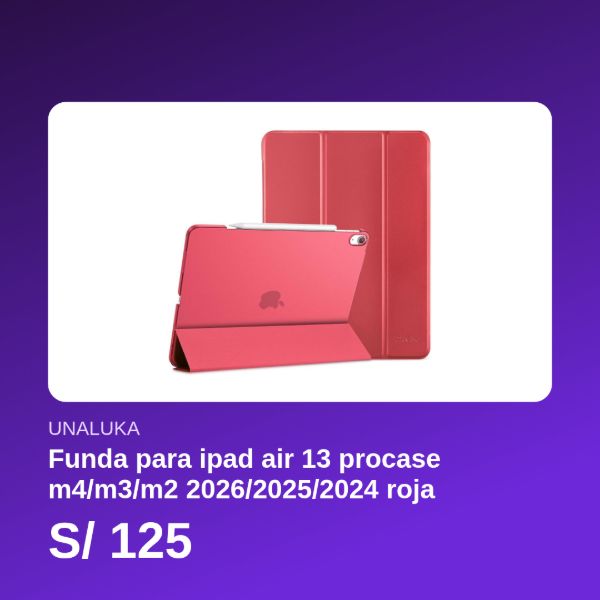 UNALUKA
Funda para ipad air 13 procase
m4/m3/m2 2026/2025/2024 roja
S/ 125